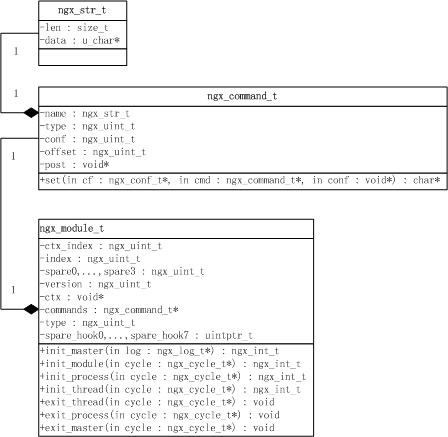 ngx_str_t
-len : size_t
-data : u_char*
1
1
ngx_command_t
-name : ngx_str_t
-type : ngx_uint_t
-conf : ngx_uint_t
-offset : ngx_uint_t
-post : void*
+set(in cf : ngx_conf_t*, in cmd : ngx_command_t*, in conf : void*) : char*
1
1
ngx_module_t
-ctx_index : ngx_uint_t
-index : ngx_uint_t
-spare0,...,spare3 : ngx_uint_t
-version : ngx_uint_t
-ctx : void*
-commands : ngx_command_t*
-type : ngx_uint_t
-spare_hook0,...,spare_hook7 : uintptr_t
+init_master(in log : ngx_log_t*) : ngx_int_t
+init_module(in cycle : ngx_cycle_t*) : ngx_int_t
+init_process(in cycle : ngx_cycle_t*) : ngx_int_t
+init_thread(in cycle : ngx_cycle_t*) : ngx_int_t
+exit_thread(in cycle : ngx_cycle_t*) : void
+exit_process(in cycle : ngx_cycle_t*) : void
+exit_master(in cycle : ngx_cycle_t*) : void